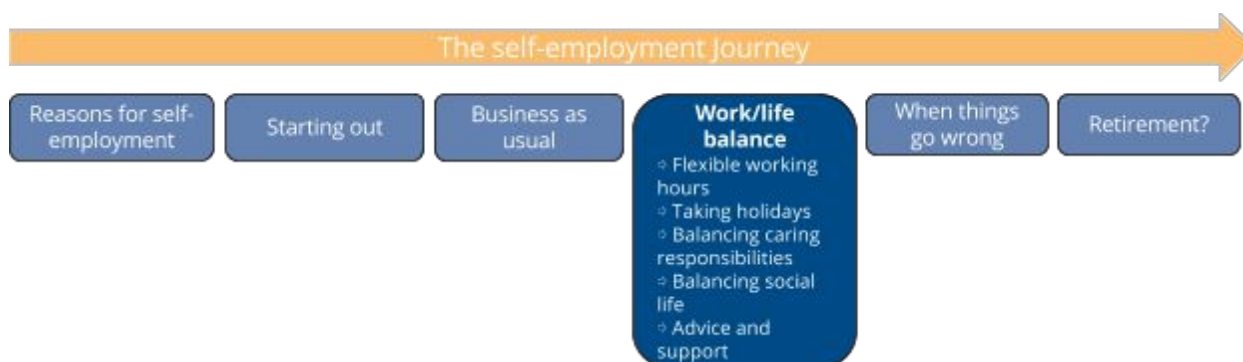 The self-employment Journey
Reasons for self-
employment
Starting out
Business as
usual
Work/life
balance
⇨ Flexible working
hours
⇨ Taking holidays
⇨ Balancing caring
responsibilities
⇨ Balancing social
life
⇨ Advice and
support
When things
go wrong
Retirement?